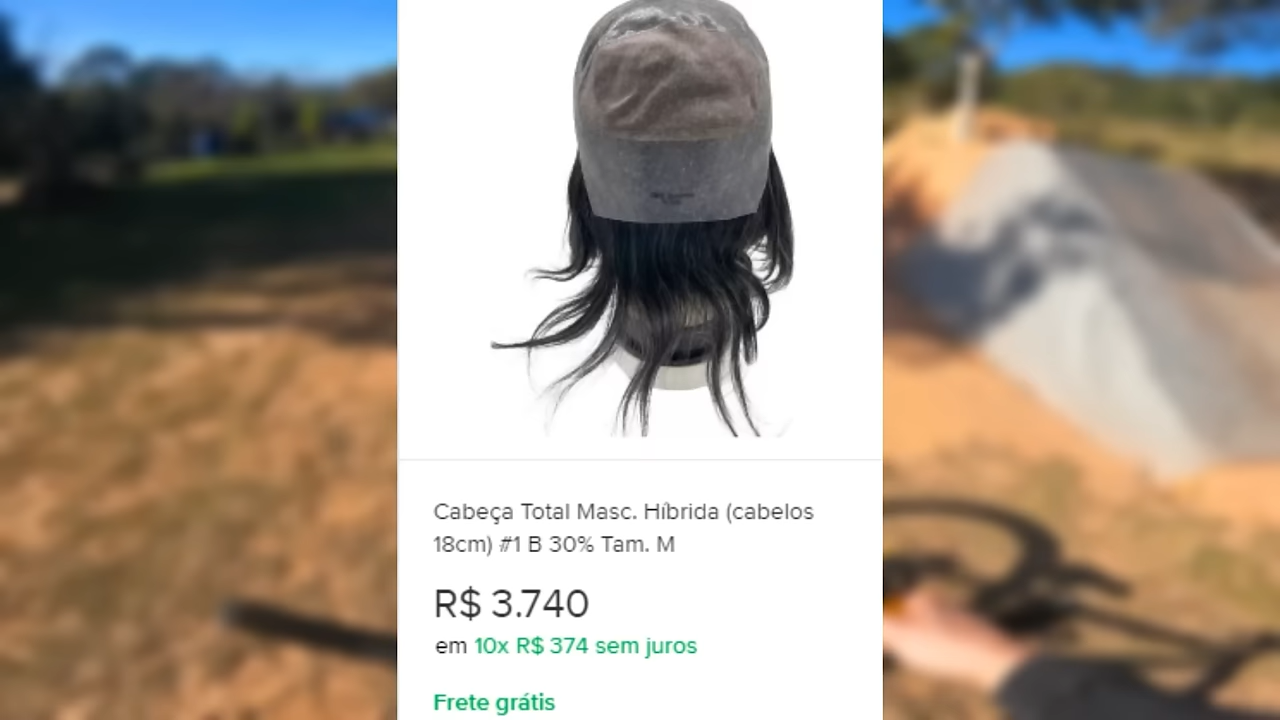 Cabeça Total Masc. Híbrida (cabelos
18cm) #1 B 30% Tam. M
R$ 3.740
em 10x R$ 374 sem juros
Frete grátis